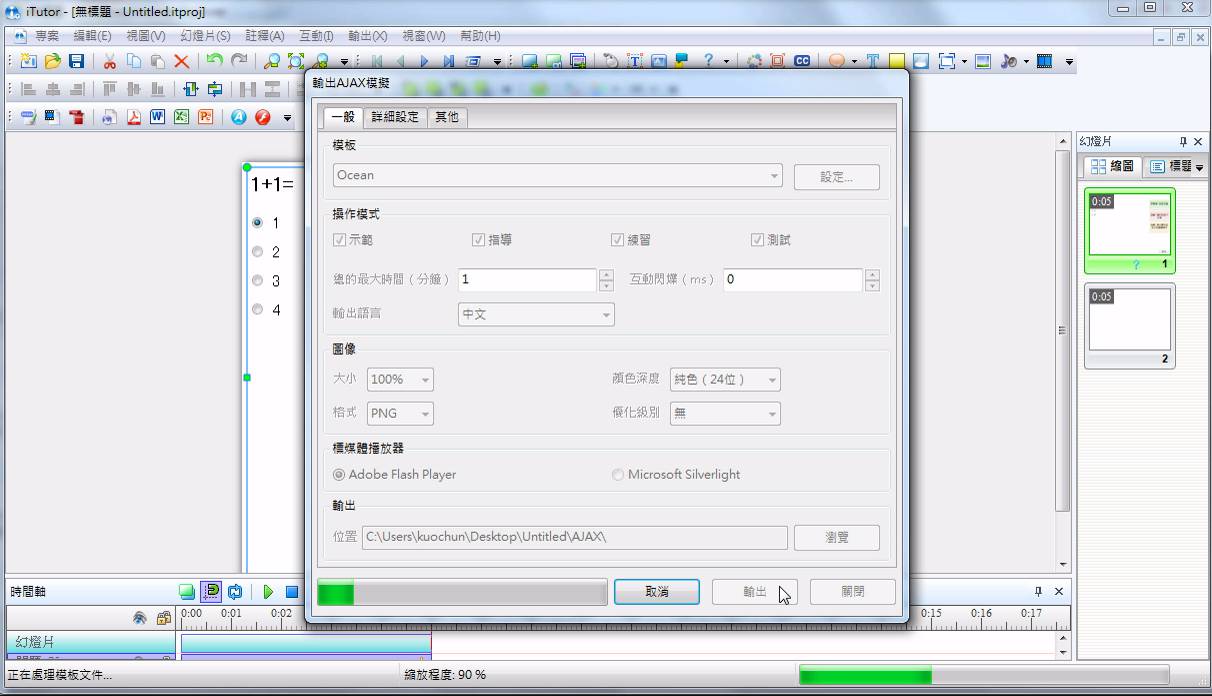 iTutor - [無標題 - Untitled.itproj]
專案 編輯(E) 視圖(V) 幻燈片(S) 註釋(A) 互動(I) 輸出(X) 視窗(W) 幫助(H)
輸出AJAX模擬
一般 詳細設定 其他
模板
Ocean 設定...
操作模式
示範 指導 練習 測試
總的最大時間（分鐘） 1 互動閃爍（ms） 0
輸出語言 中文
圖像
大小 100% 顏色深度 純色（24位）
格式 PNG 優化級別 無
標媒體播放器
Adobe Flash Player Microsoft Silverlight
輸出
位置 C:\Users\kuochun\Desktop\Untitled\AJAX\ 瀏覽
取消 輸出 關閉
1+1=
1
2
3
4
幻燈片
縮圖 標題
0:05
? 1
0:05
2
時間軸
0:00 0:01 0:02 0:15 0:16 0:17
幻燈片
正在處理模板文件... 縮放程度: 90 %